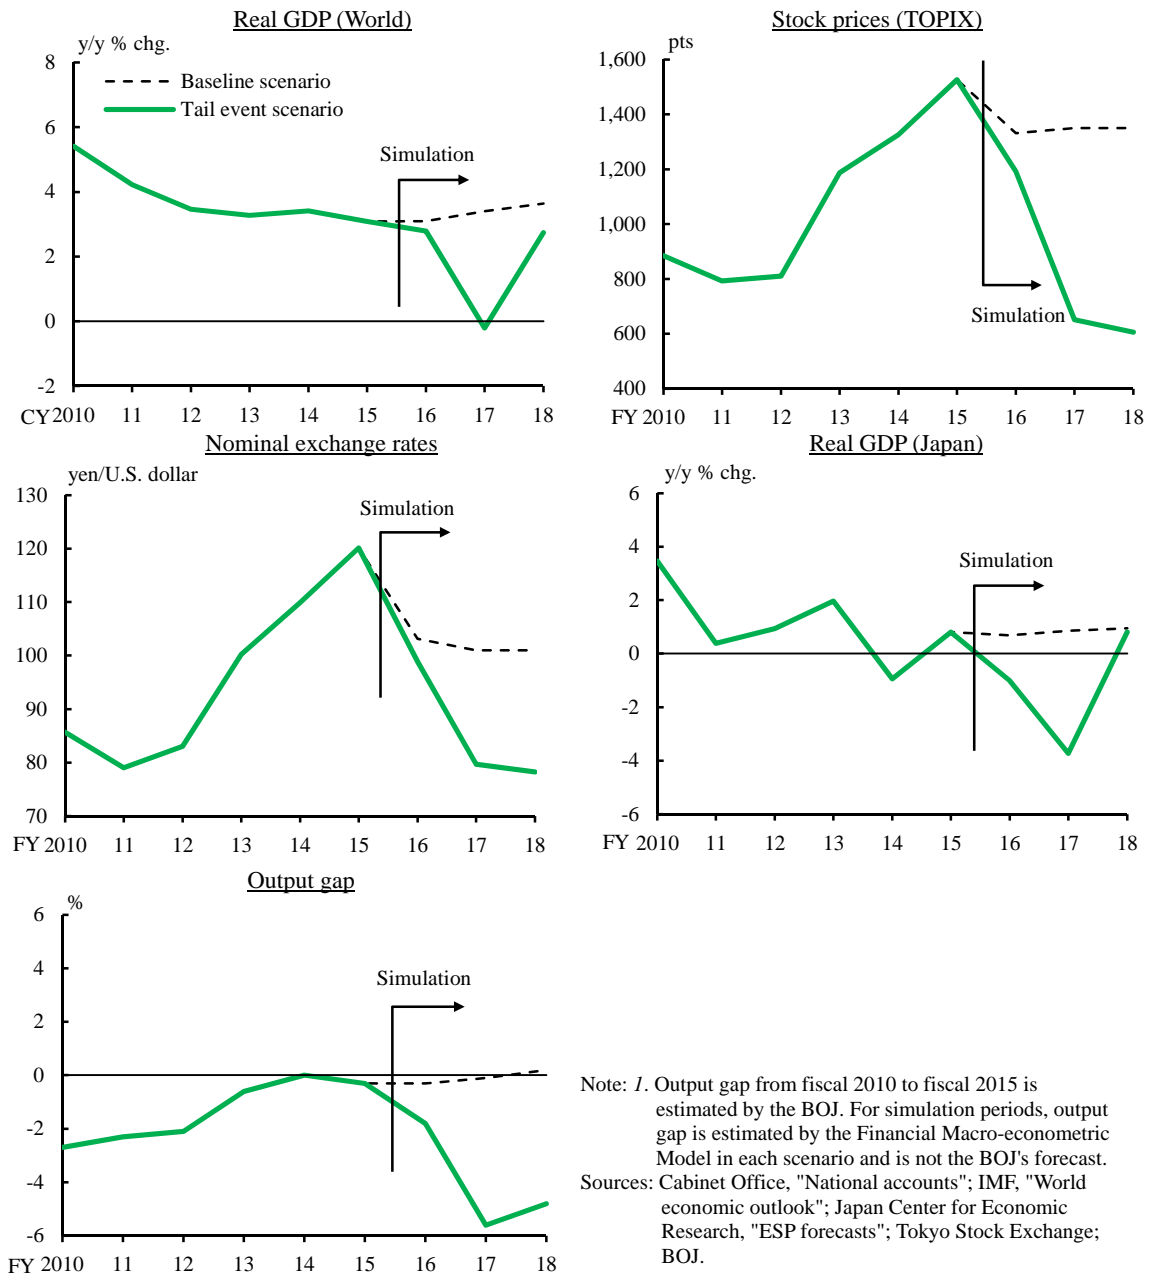 Real GDP (World)
y/y % chg.
8
6
4
2
0
-2
Baseline scenario
Tail event scenario
Simulation
CY 2010 11 12 13 14 15 16 17 18
Stock prices (TOPIX)
pts
1,600
1,400
1,200
1,000
800
600
400
Simulation
FY 2010 11 12 13 14 15 16 17 18
Nominal exchange rates
yen/U.S. dollar
130
120
110
100
90
80
70
Simulation
FY 2010 11 12 13 14 15 16 17 18
Real GDP (Japan)
y/y % chg.
6
4
2
0
-2
-4
-6
Simulation
FY 2010 11 12 13 14 15 16 17 18
Output gap
%
6
4
2
0
-2
-4
-6
Simulation
FY 2010 11 12 13 14 15 16 17 18
Note: 1. Output gap from fiscal 2010 to fiscal 2015 is
estimated by the BOJ. For simulation periods, output
gap is estimated by the Financial Macro-econometric
Model in each scenario and is not the BOJ's forecast.
Sources: Cabinet Office, "National accounts"; IMF, "World
economic outlook"; Japan Center for Economic
Research, "ESP forecasts"; Tokyo Stock Exchange;
BOJ.